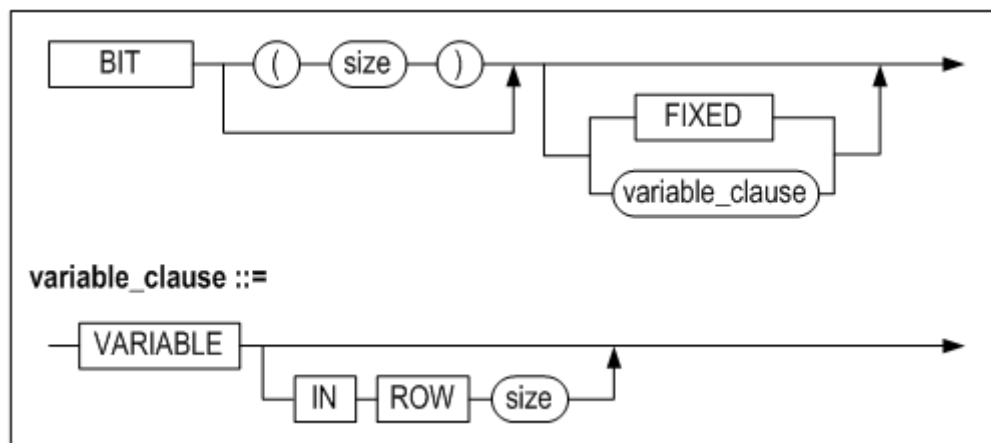 BIT ( size )
FIXED
variable_clause
variable_clause ::=
VARIABLE
IN ROW size